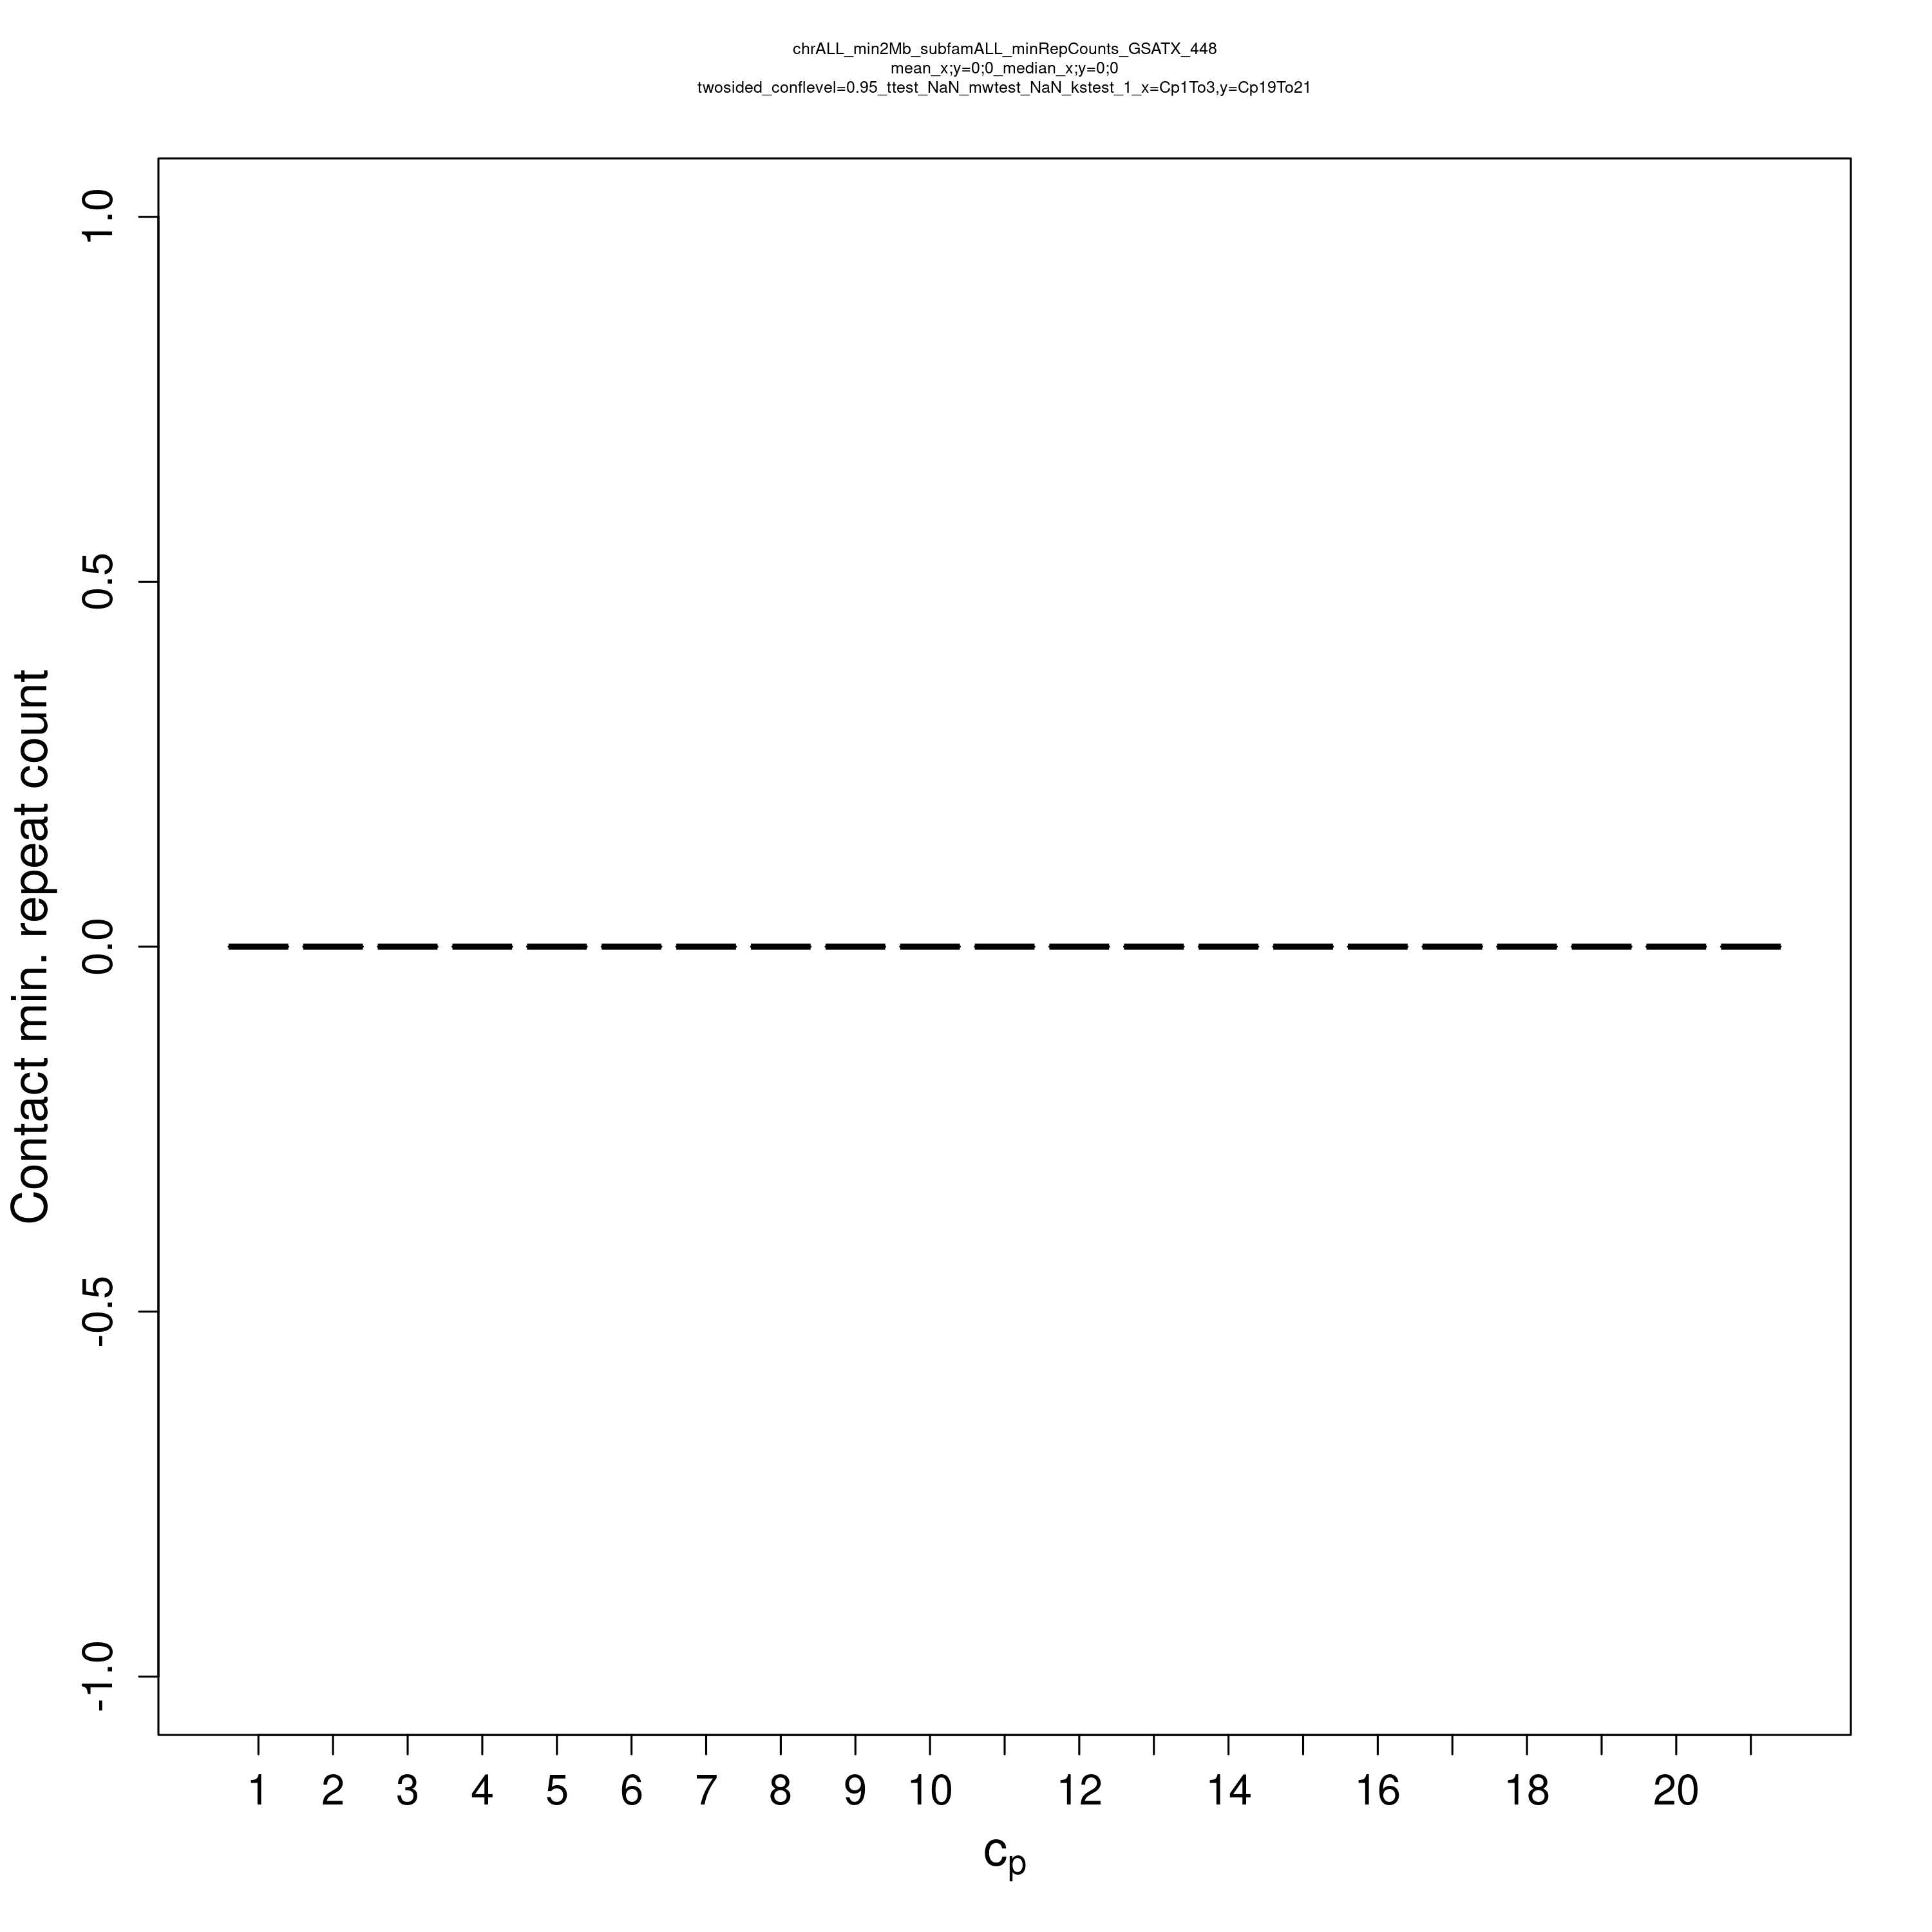 chrALL_min2Mb_subfamALL_minRepCounts_GSATX_448
mean_x;y=0;0_median_x;y=0;0
twosided_conflevel=0.95_ttest_NaN_mwtest_NaN_kstest_1_x=Cp1To3,y=Cp19To21
1.0
0.5
0.0
-0.5
-1.0
Contact min. repeat count
1 2 3 4 5 6 7 8 9 10 12 14 16 18 20
cp